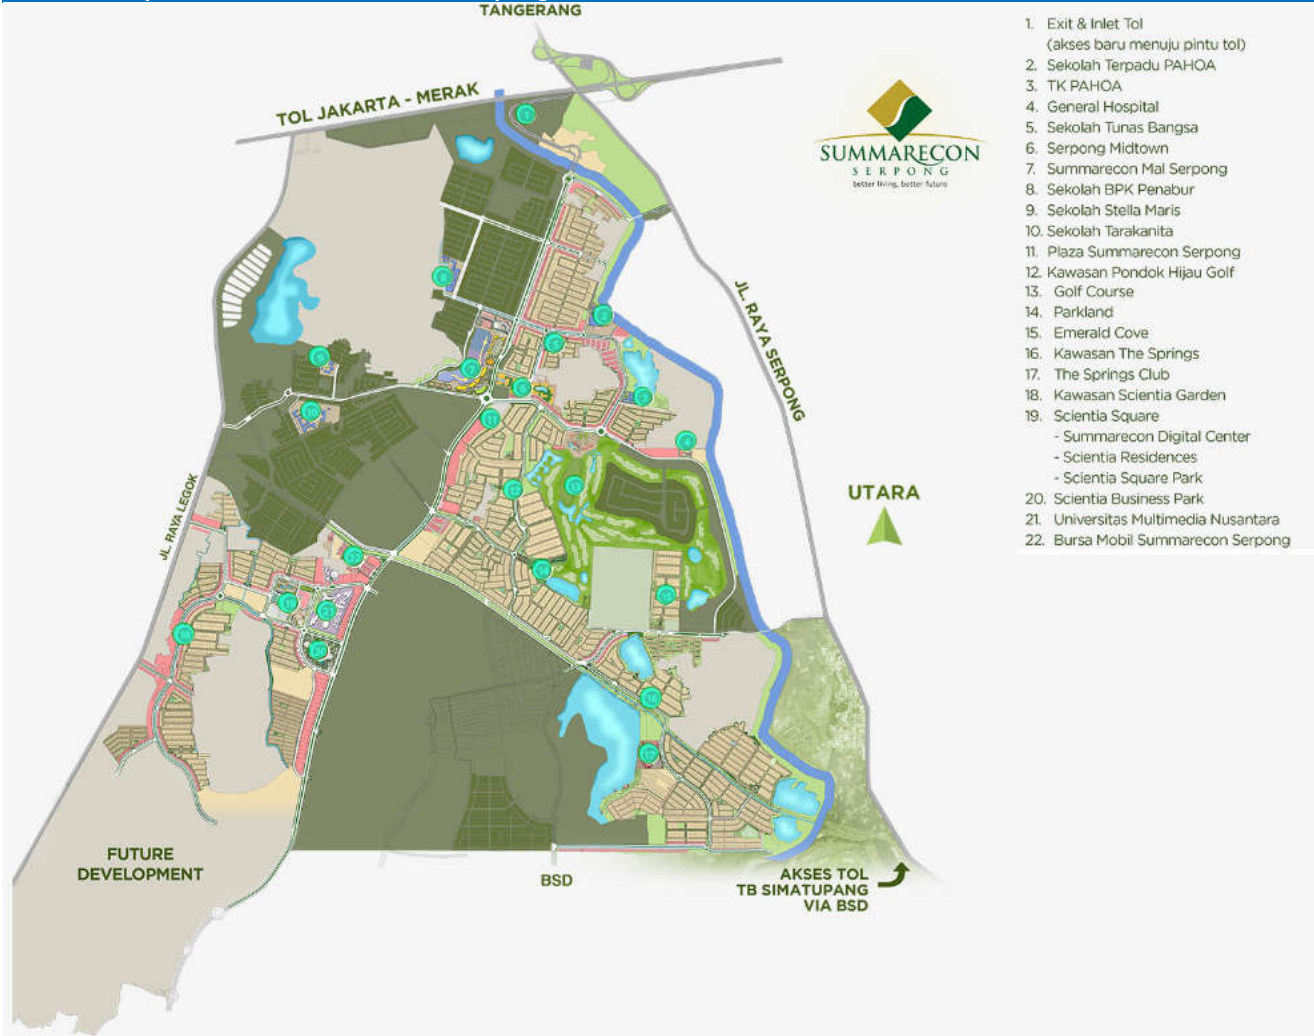 TANGERANG
TOL JAKARTA - MERAK
SUMMARECON
SERPONG
better living, better future
JL. RAYA SERPONG
JL. RAYA LEGOK
UTARA
FUTURE
DEVELOPMENT
BSD
AKSES TOL
TB SIMATUPANG
VIA BSD
1. Exit & Inlet Tol
(akses baru menuju pintu tol)
2. Sekolah Terpadu PAHOA
3. TK PAHOA
4. General Hospital
5. Sekolah Tunas Bangsa
6. Serpong Midtown
7. Summarecon Mal Serpong
8. Sekolah BPK Penabur
9. Sekolah Stella Maris
10. Sekolah Tarakanita
11. Plaza Summarecon Serpong
12. Kawasan Pondok Hijau Golf
13. Golf Course
14. Parkland
15. Emerald Cove
16. Kawasan The Springs
17. The Springs Club
18. Kawasan Scientia Garden
19. Scientia Square
- Summarecon Digital Center
- Scientia Residences
- Scientia Square Park
20. Scientia Business Park
21. Universitas Multimedia Nusantara
22. Bursa Mobil Summarecon Serpong